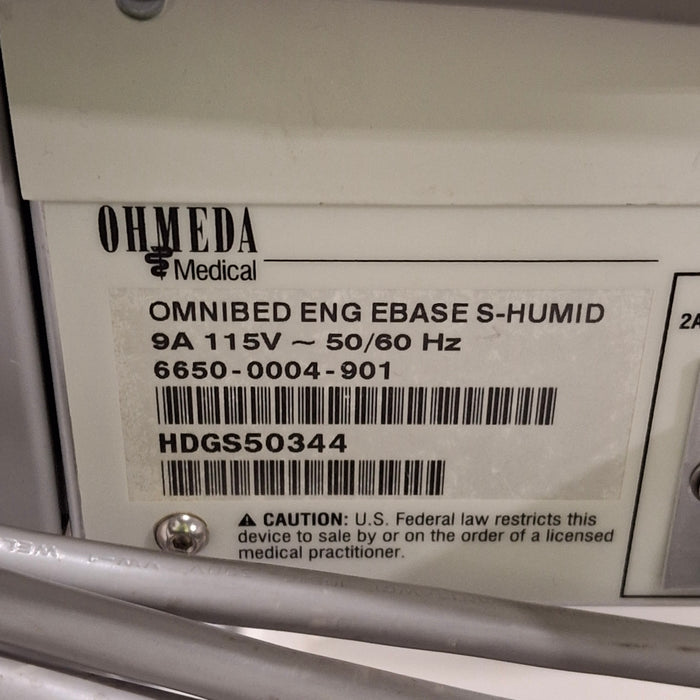 OHMEDA
Medical
OMNIBED ENG EBASE S-HUMID
9A 115V ~ 50/60 Hz
6650-0004-901
HDGS50344
⚠ CAUTION: U.S. Federal law restricts this
device to sale by or on the order of a licensed
medical practitioner.
2A